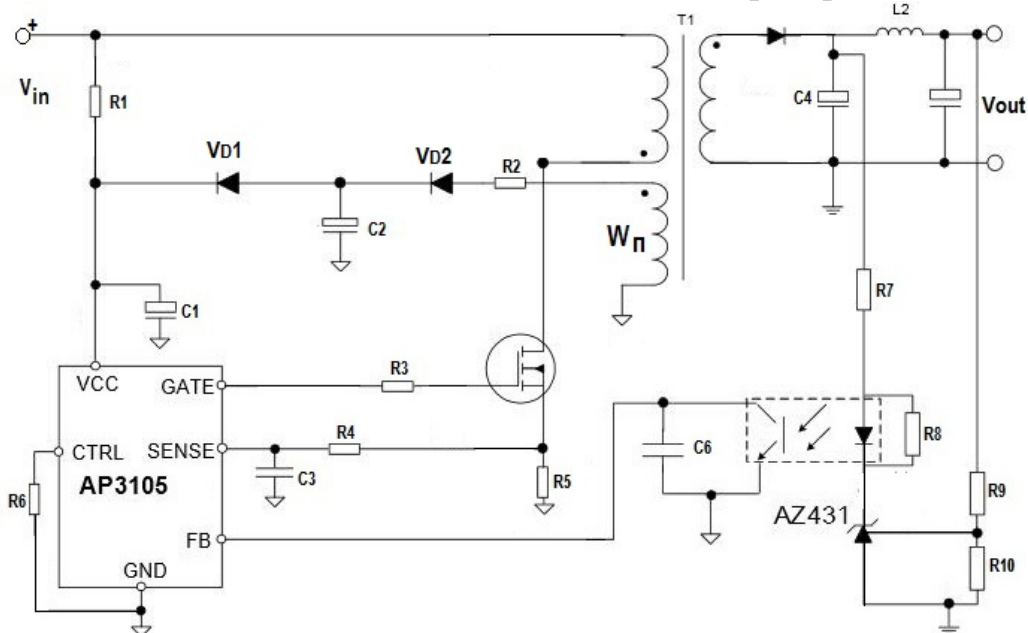 T1
L2
+
Vin
R1
C4
Vout
VD1
VD2
R2
C2
Wп
R7
C1
VCC
GATE
R3
CTRL
SENSE
R4
C3
R5
C6
R8
R6
AP3105
AZ431
R9
FB
R10
GND